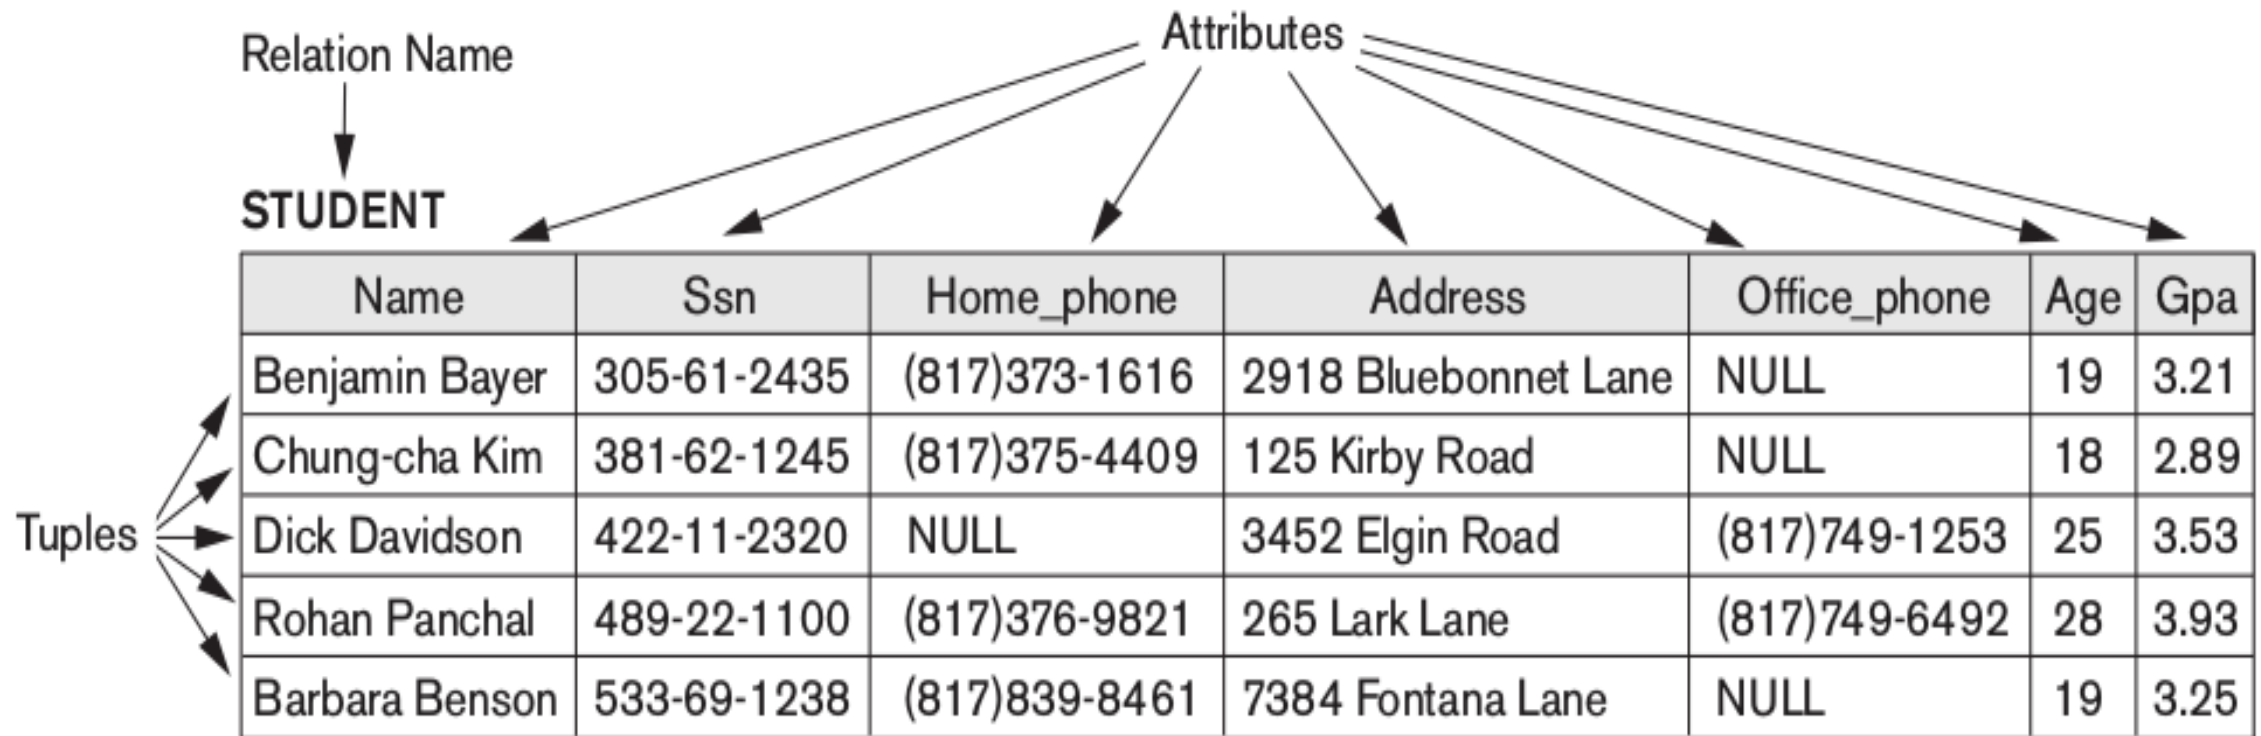 Attributes
Relation Name
STUDENT
Name Ssn Home_phone Address Office_phone Age Gpa
Benjamin Bayer 305-61-2435 (817)373-1616 2918 Bluebonnet Lane NULL 19 3.21
Chung-cha Kim 381-62-1245 (817)375-4409 125 Kirby Road NULL 18 2.89
Tuples Dick Davidson 422-11-2320 NULL 3452 Elgin Road (817)749-1253 25 3.53
Rohan Panchal 489-22-1100 (817)376-9821 265 Lark Lane (817)749-6492 28 3.93
Barbara Benson 533-69-1238 (817)839-8461 7384 Fontana Lane NULL 19 3.25